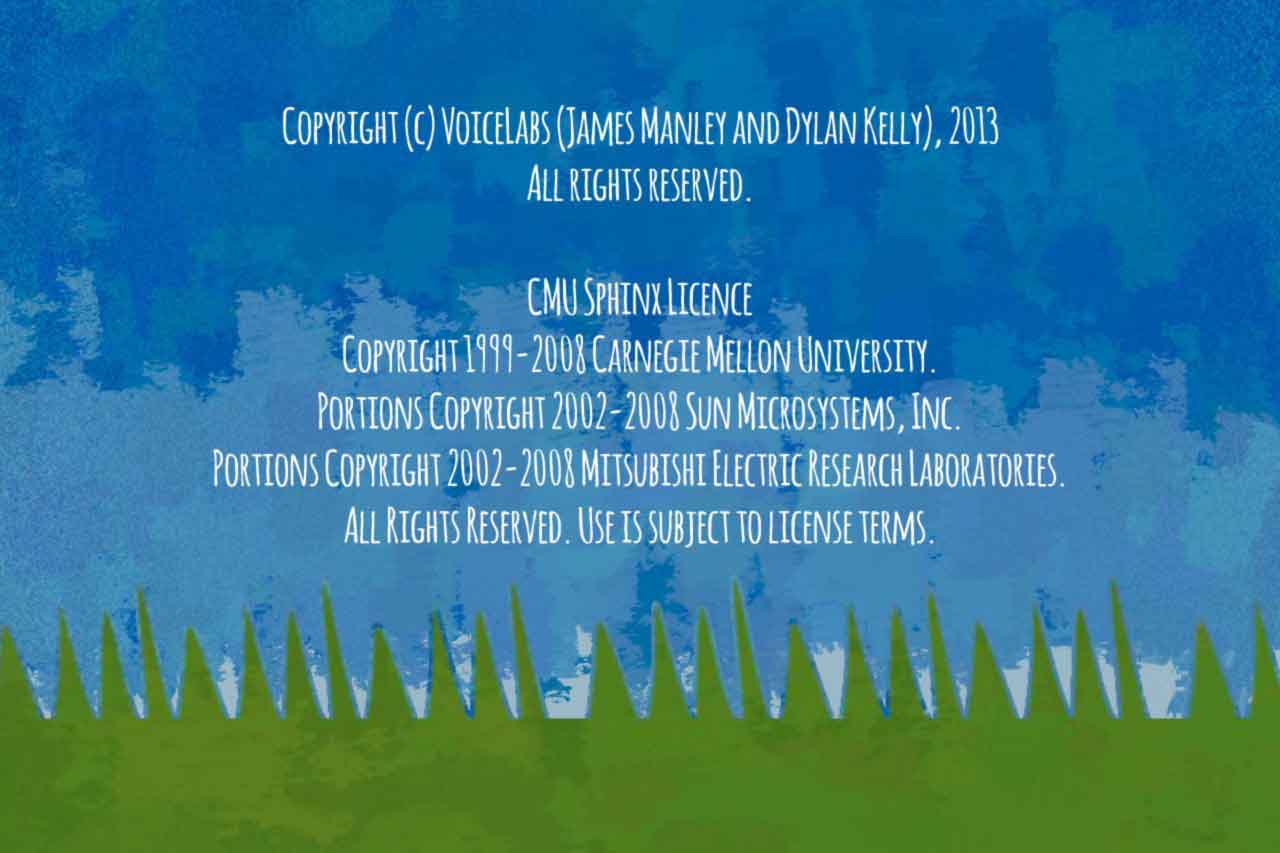 Copyright (c) VoiceLabs (James Manley and Dylan Kelly), 2013
All rights reserved.
CMU Sphinx Licence
Copyright 1999-2008 Carnegie Mellon University.
Portions Copyright 2002-2008 Sun Microsystems, Inc.
Portions Copyright 2002-2008 Mitsubishi Electric Research Laboratories.
All Rights Reserved. Use is subject to license terms.